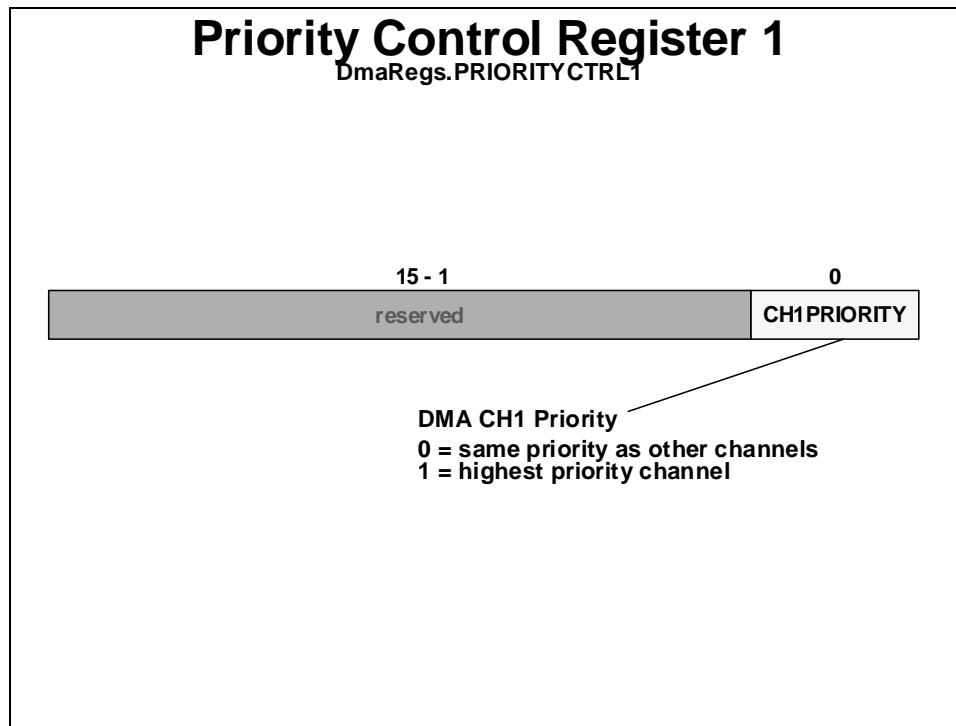 Priority Control Register 1
DmaRegs.PRIORITYCTRL1
15 - 1
0
reserved
CH1PRIORITY
DMA CH1 Priority
0 = same priority as other channels
1 = highest priority channel